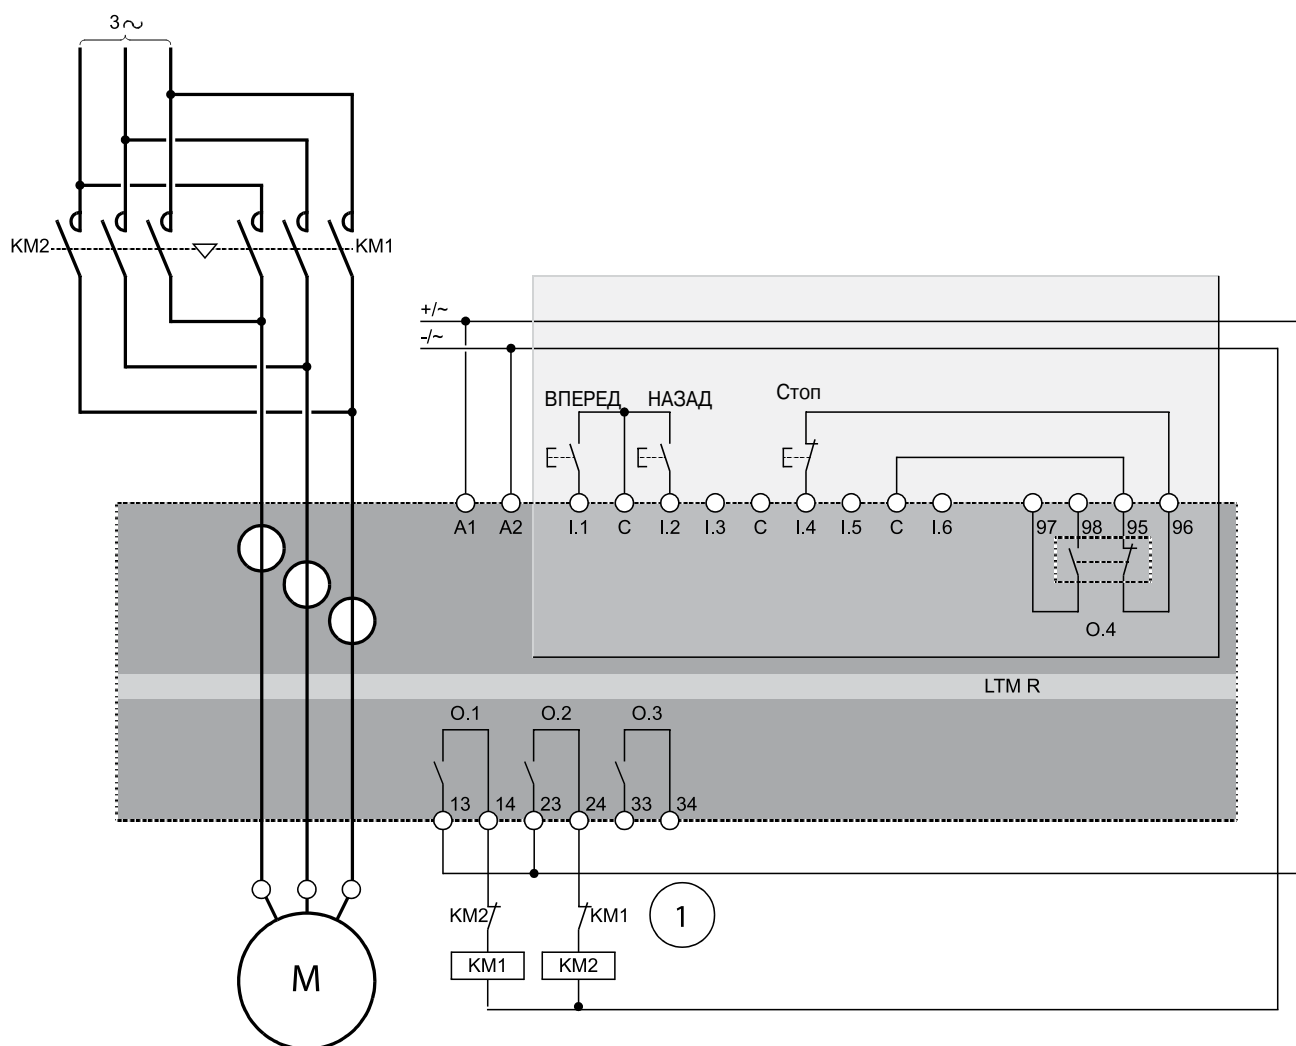 3~
KM2
KM1
+/~
-/~
ВПЕРЕД НАЗАД Стоп
A1 A2 I.1 C I.2 I.3 C I.4 I.5 C I.6 97 98 95 96
O.4
LTM R
O.1 O.2 O.3
13 14 23 24 33 34
KM2 KM1 1
KM1 KM2
M